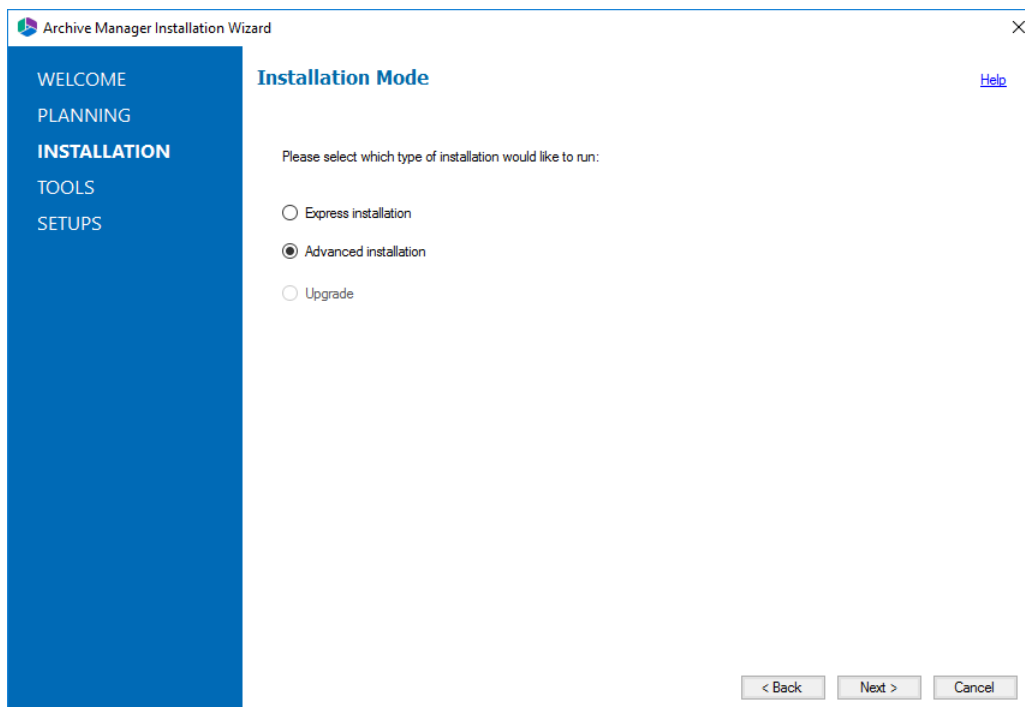 Archive Manager Installation Wizard
WELCOME
PLANNING
INSTALLATION
TOOLS
SETUPS
Installation Mode
Help
Please select which type of installation would like to run:
Express installation
Advanced installation
Upgrade
< Back
Next >
Cancel